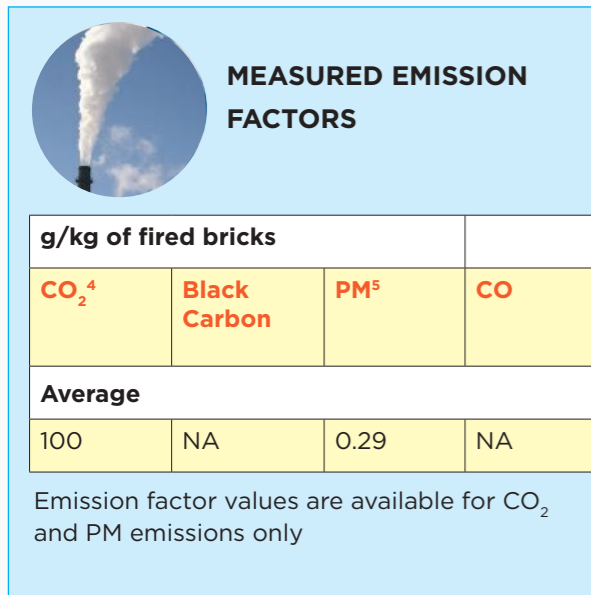 MEASURED EMISSION
FACTORS
g/kg of fired bricks
CO₂⁴ Black Carbon PM⁵ CO
Average
100 NA 0.29 NA
Emission factor values are available for CO₂
and PM emissions only